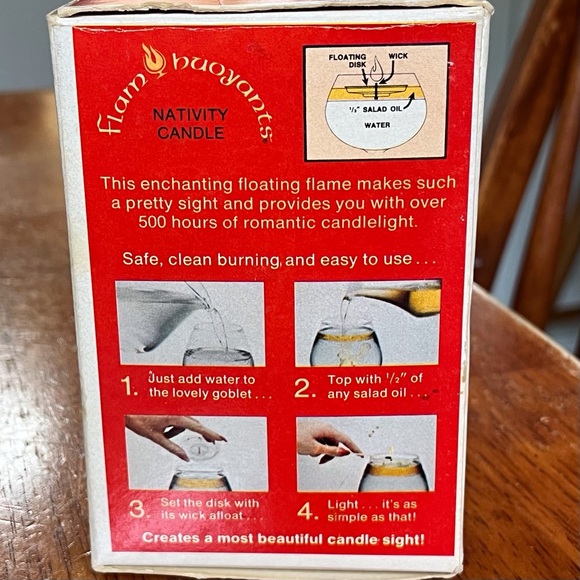 flam buoyants
NATIVITY
CANDLE
FLOATING DISK
WICK
1/2" SALAD OIL
WATER
This enchanting floating flame makes such
a pretty sight and provides you with over
500 hours of romantic candlelight.
Safe, clean burning, and easy to use . . .
1. Just add water to
the lovely goblet . . .
2. Top with 1/2" of
any salad oil . . .
3. Set the disk with
its wick afloat . . .
4. Light . . . it's as
simple as that!
Creates a most beautiful candle sight!